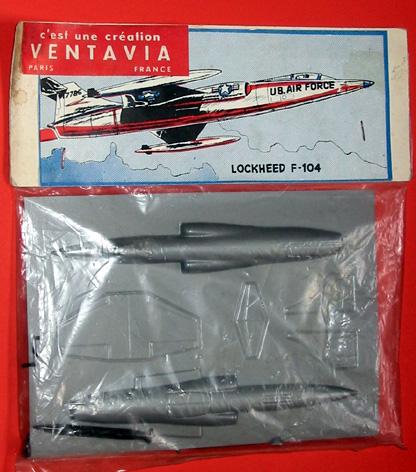 c'est une création
VENTAVIA
PARIS FRANCE
U.S. AIR FORCE
LOCKHEED F-104